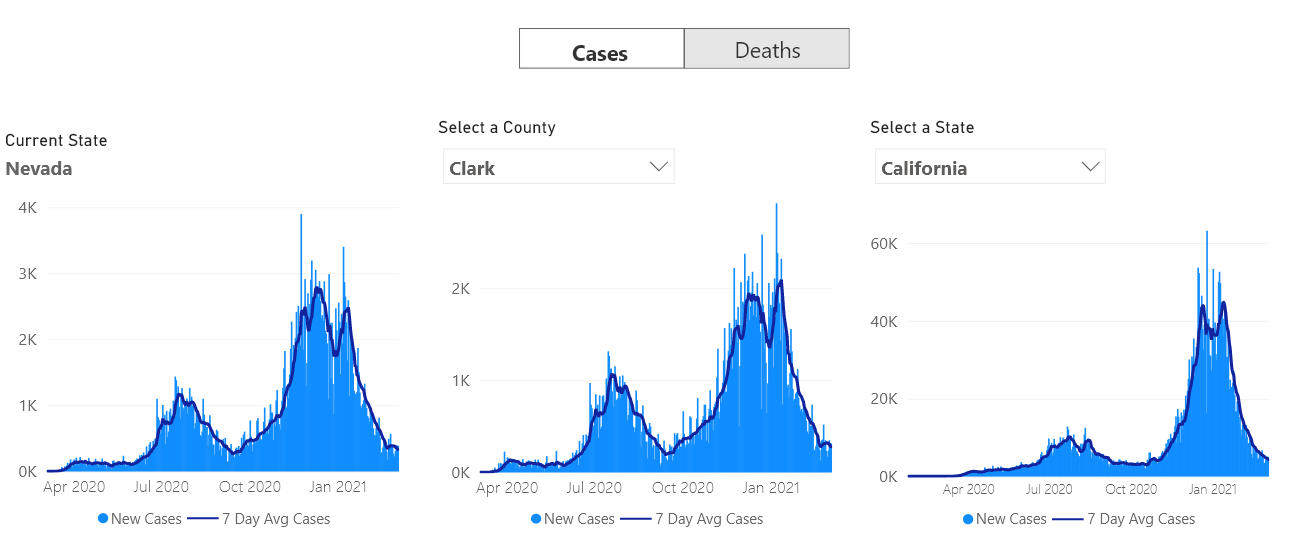 Cases Deaths
Current State
Nevada
4K
3K
2K
1K
0K
Apr 2020 Jul 2020 Oct 2020 Jan 2021
New Cases 7 Day Avg Cases
Select a County
Clark
2K
1K
0K
Apr 2020 Jul 2020 Oct 2020 Jan 2021
New Cases 7 Day Avg Cases
Select a State
California
60K
40K
20K
0K
Apr 2020 Jul 2020 Oct 2020 Jan 2021
New Cases 7 Day Avg Cases